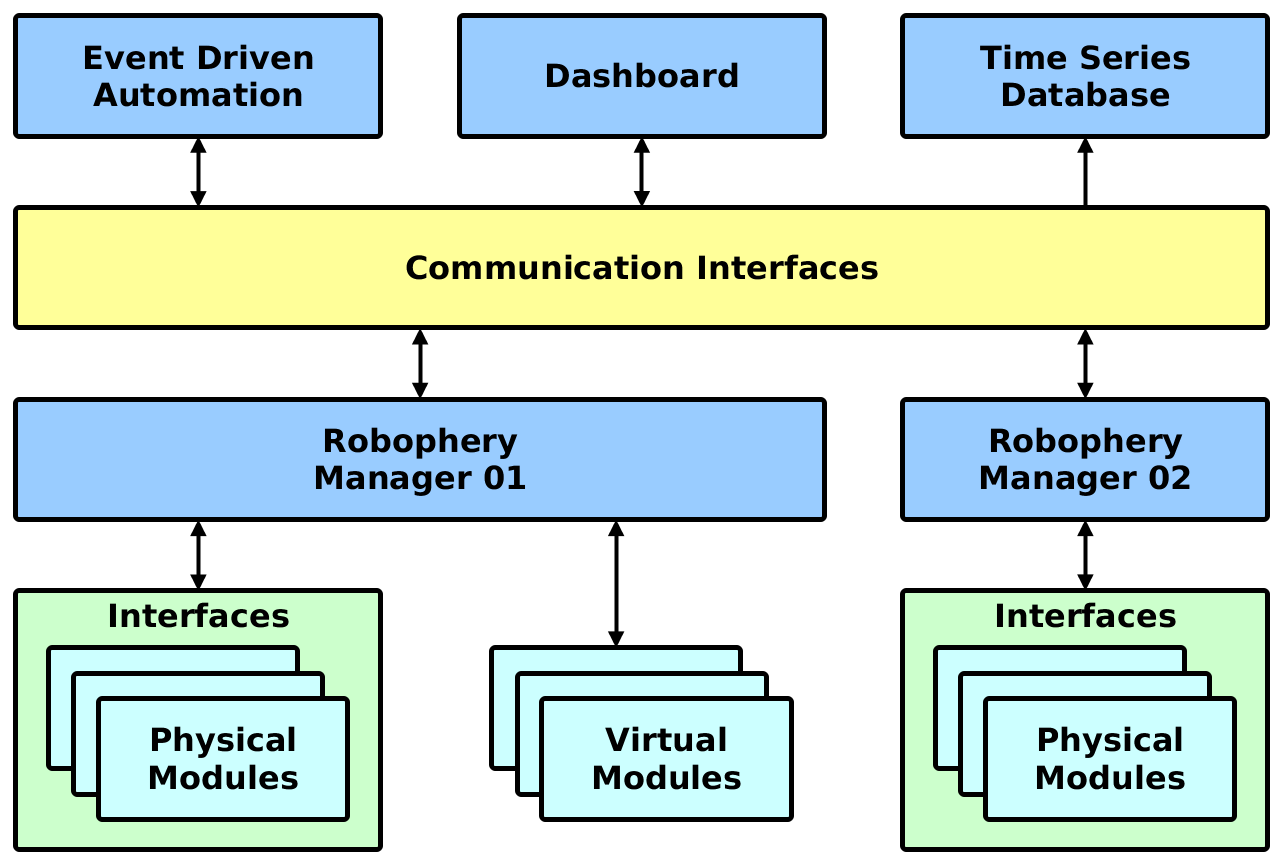 Event Driven
Automation
Dashboard
Time Series
Database
Communication Interfaces
Robophery
Manager 01
Robophery
Manager 02
Interfaces
Physical
Modules
Virtual
Modules
Interfaces
Physical
Modules